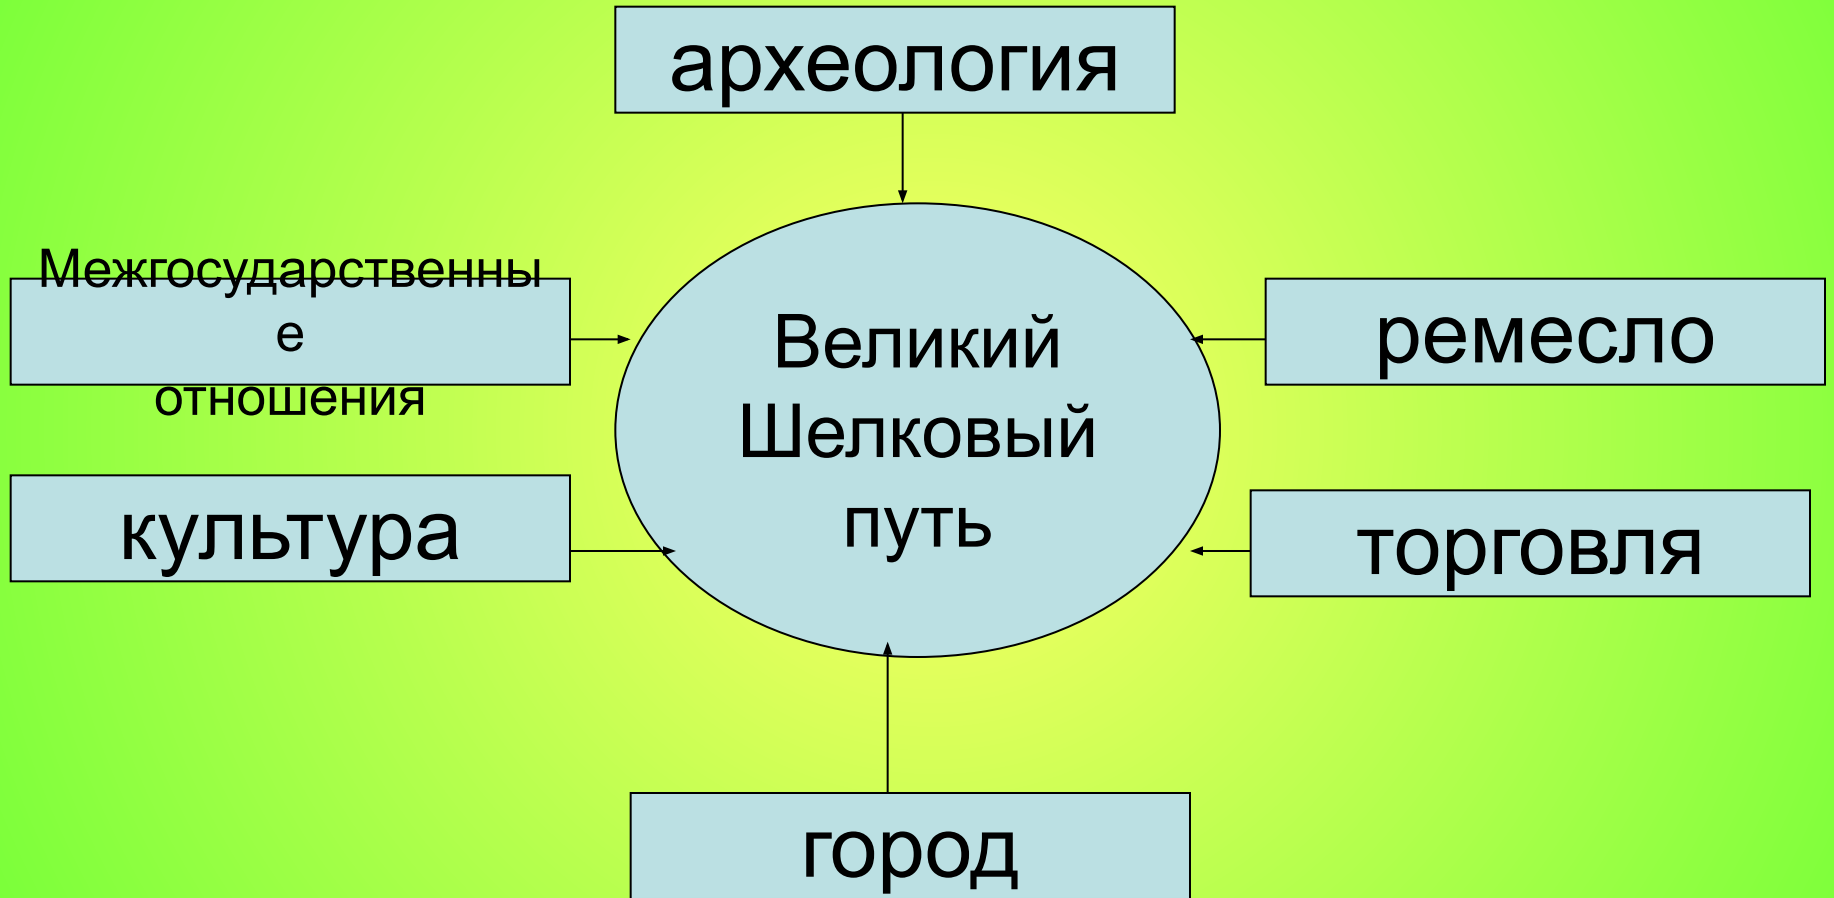 археология
Межгосударственны
е
отношения
Великий
Шелковый
путь
ремесло
культура
торговля
город